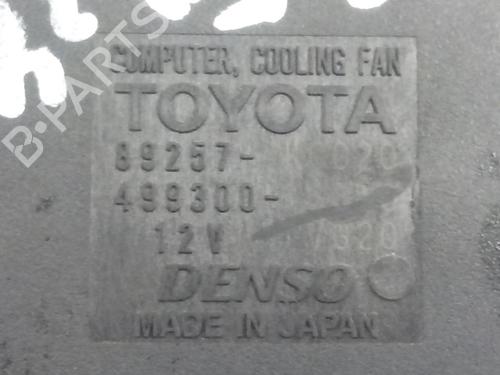 B-PARTS
COMPUTER, COOLING FAN
TOYOTA
89257-
499300-
12V
DENSO
MADE IN JAPAN